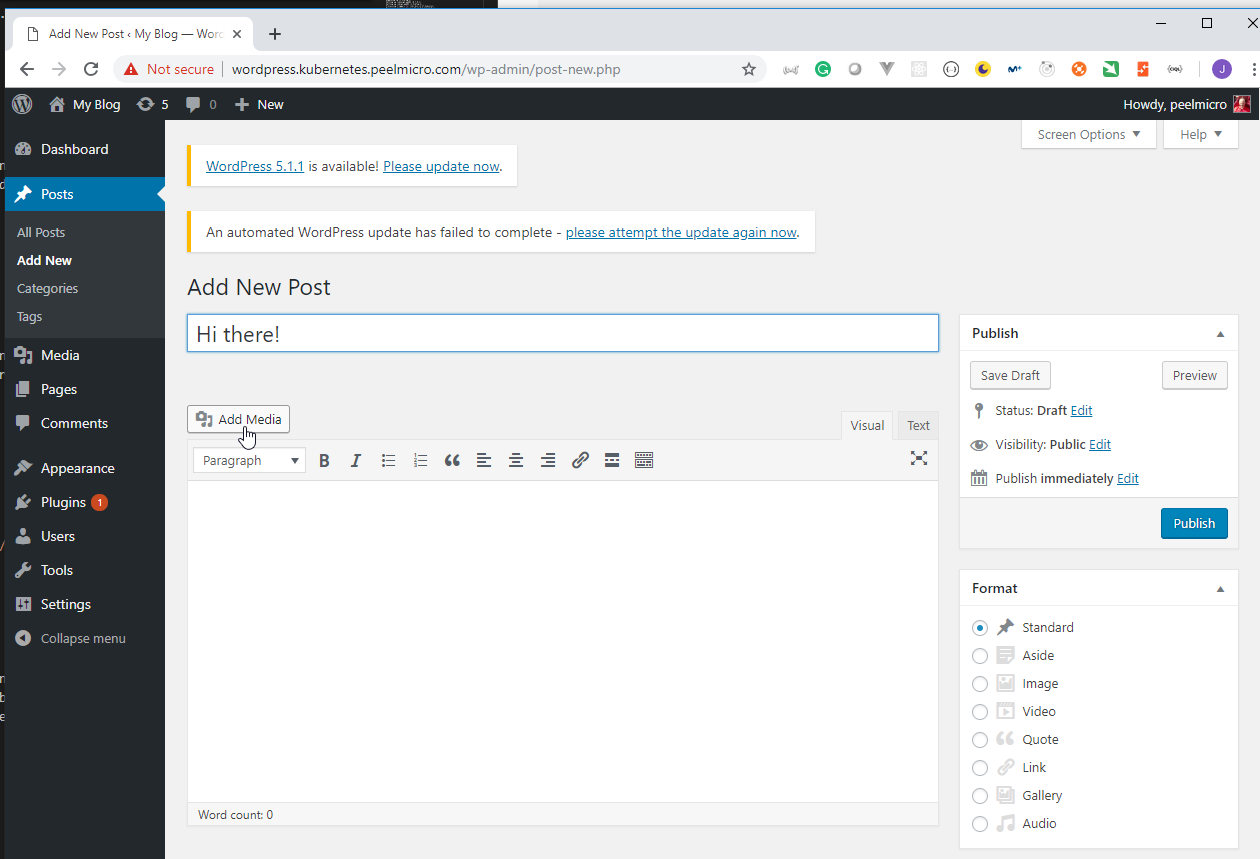 Add New Post ‹ My Blog — Word
Not secure wordpress.kubernetes.peelmicro.com/wp-admin/post-new.php
J
My Blog 5 0 New Howdy, peelmicro
Screen Options Help
Dashboard
Posts
All Posts
Add New
Categories
Tags
Media
Pages
Comments
Appearance
Plugins 1
Users
Tools
Settings
Collapse menu
WordPress 5.1.1 is available! Please update now.
An automated WordPress update has failed to complete - please attempt the update again now.
Add New Post
Hi there!
Add Media
Visual Text
Paragraph B I
Word count: 0
Publish
Save Draft Preview
Status: Draft Edit
Visibility: Public Edit
Publish immediately Edit
Publish
Format
Standard
Aside
Image
Video
Quote
Link
Gallery
Audio